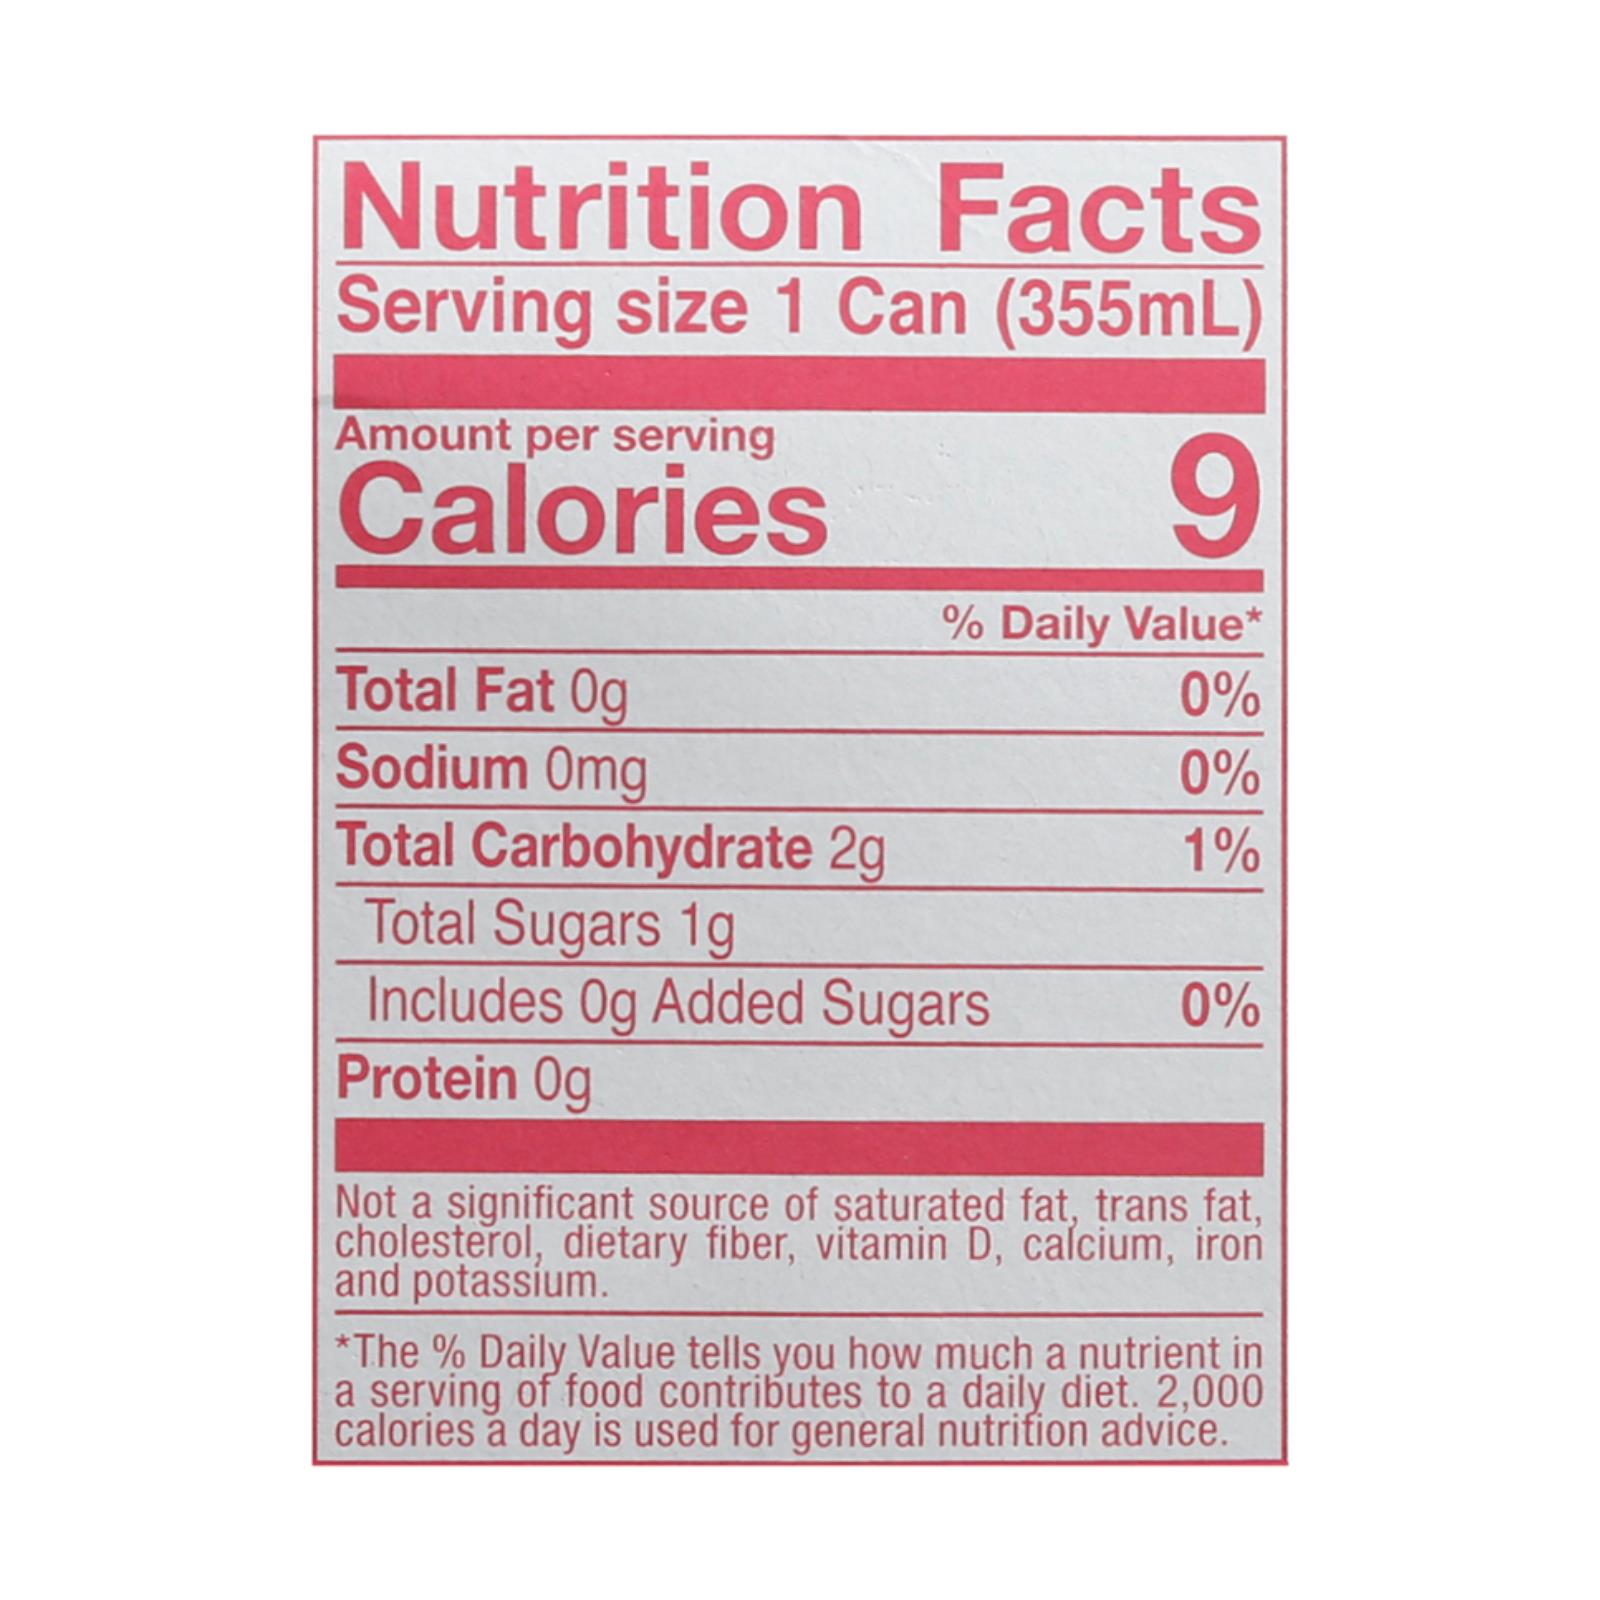 Nutrition Facts
Serving size 1 Can (355mL)
Amount per serving
Calories 9
% Daily Value*
Total Fat 0g 0%
Sodium 0mg 0%
Total Carbohydrate 2g 1%
Total Sugars 1g
Includes 0g Added Sugars 0%
Protein 0g
Not a significant source of saturated fat, trans fat,
cholesterol, dietary fiber, vitamin D, calcium, iron
and potassium.
*The % Daily Value tells you how much a nutrient in
a serving of food contributes to a daily diet. 2,000
calories a day is used for general nutrition advice.